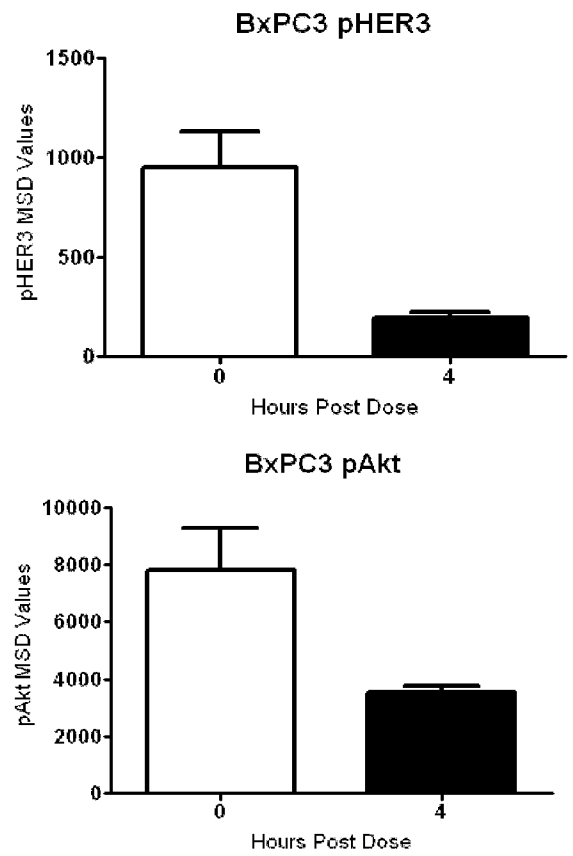 BxPC3 pHER3
1500
1000
500
0
pHER3 MSD Values
0 4
Hours Post Dose
BxPC3 pAkt
10000
8000
6000
4000
2000
0
pAkt MSD Values
0 4
Hours Post Dose